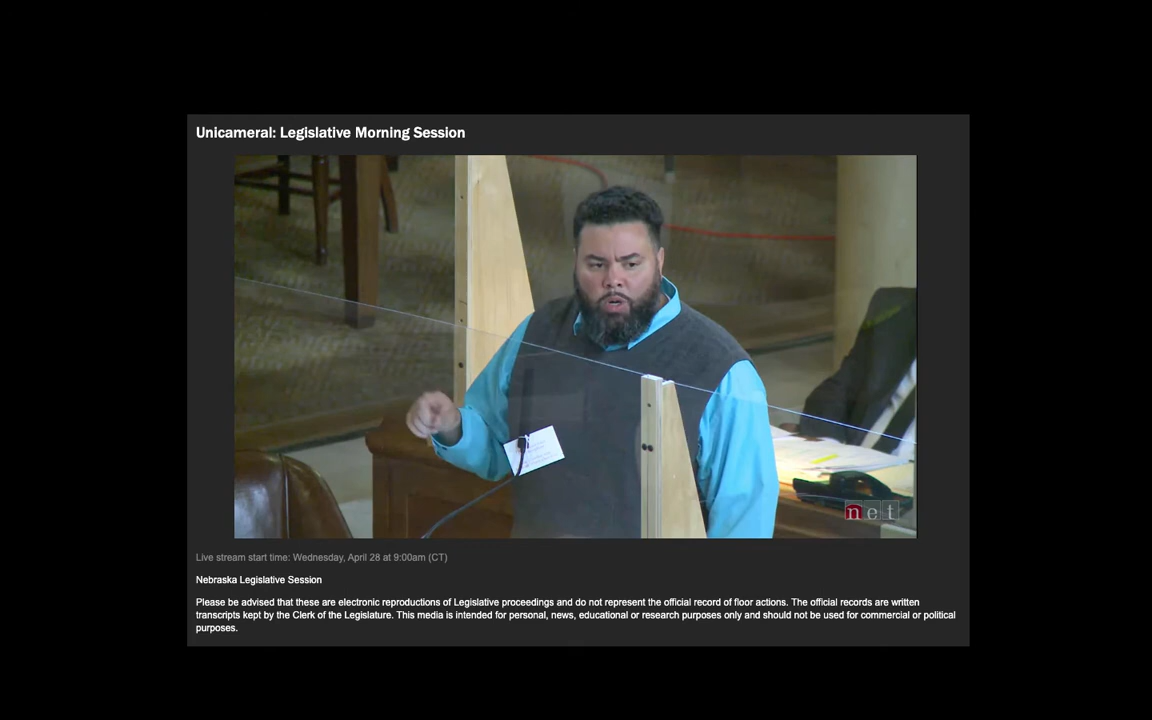 Unicameral: Legislative Morning Session
net
Live stream start time: Wednesday, April 28 at 9:00am (CT)
Nebraska Legislative Session
Please be advised that these are electronic reproductions of Legislative proceedings and do not represent the official record of floor actions. The official records are written
transcripts kept by the Clerk of the Legislature. This media is intended for personal, news, educational or research purposes only and should not be used for commercial or political
purposes.